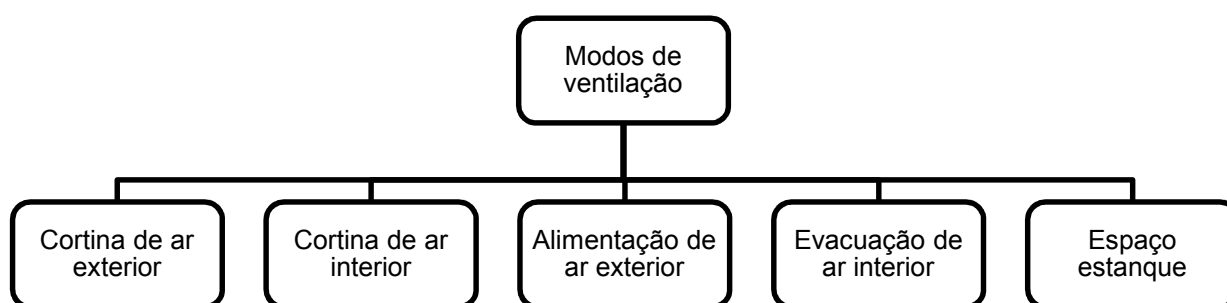 Modos de
ventilação
Cortina de ar
exterior
Cortina de ar
interior
Alimentação de
ar exterior
Evacuação de
ar interior
Espaço
estanque